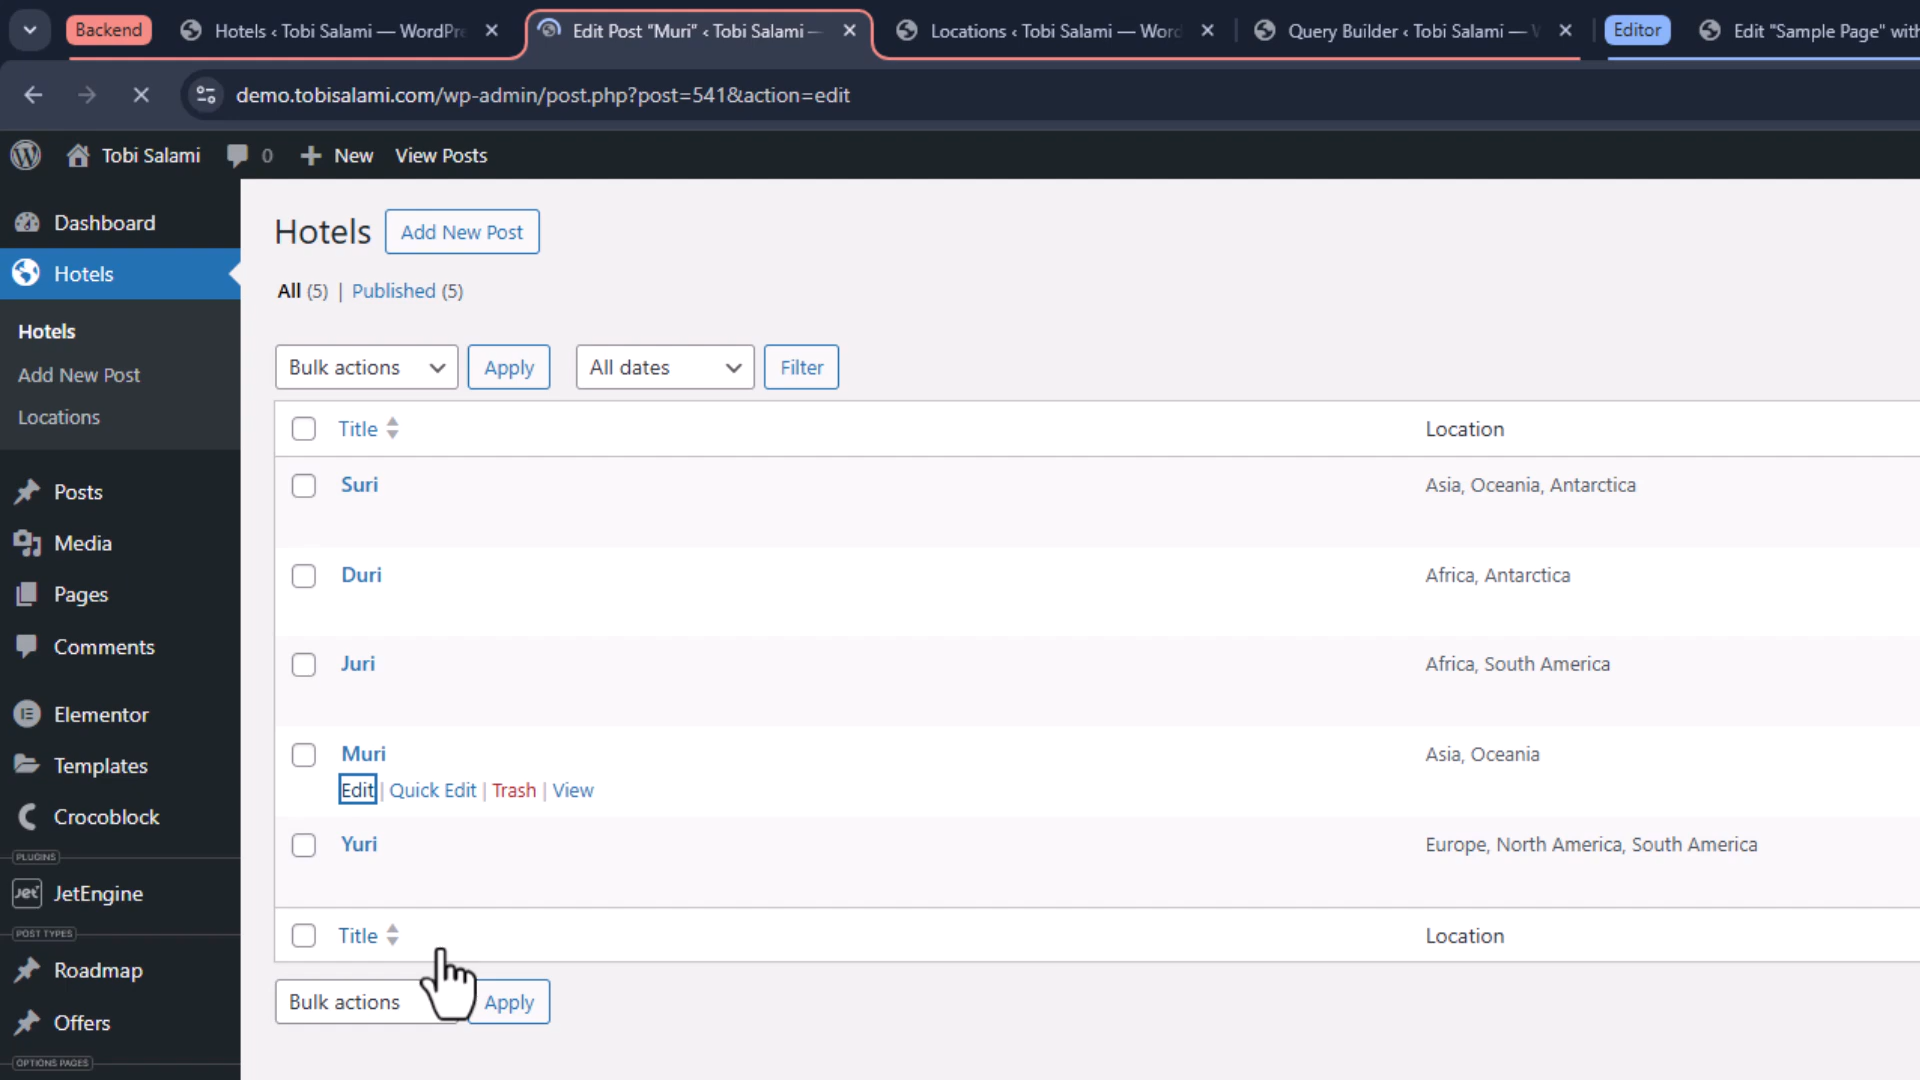 Backend
Hotels ‹ Tobi Salami — WordPre
Edit Post "Muri" ‹ Tobi Salami —
Locations ‹ Tobi Salami — Word
Query Builder ‹ Tobi Salami — W
Editor
Edit "Sample Page" with
demo.tobisalami.com/wp-admin/post.php?post=541&action=edit
Tobi Salami
0
New
View Posts
Dashboard
Hotels
Hotels
Add New Post
Locations
Posts
Media
Pages
Comments
Elementor
Templates
Crocoblock
PLUGINS
Jet JetEngine
POST TYPES
Roadmap
Offers
OPTIONS PAGES
Hotels Add New Post
All (5) | Published (5)
Bulk actions Apply All dates Filter
Title Location
Suri Asia, Oceania, Antarctica
Duri Africa, Antarctica
Juri Africa, South America
Muri Asia, Oceania
Edit | Quick Edit | Trash | View
Yuri Europe, North America, South America
Title Location
Bulk actions Apply